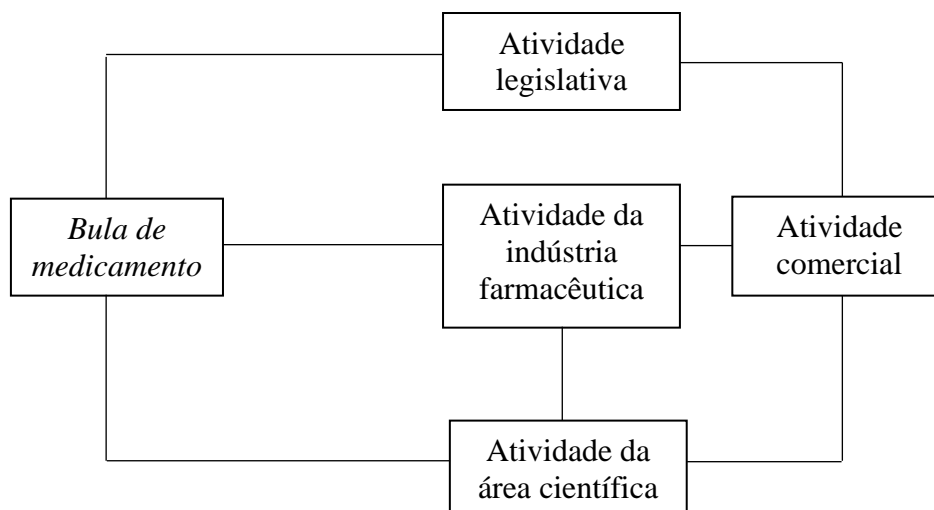 Atividade
legislativa
Bula de
medicamento
Atividade da
indústria
farmacêutica
Atividade
comercial
Atividade da
área científica